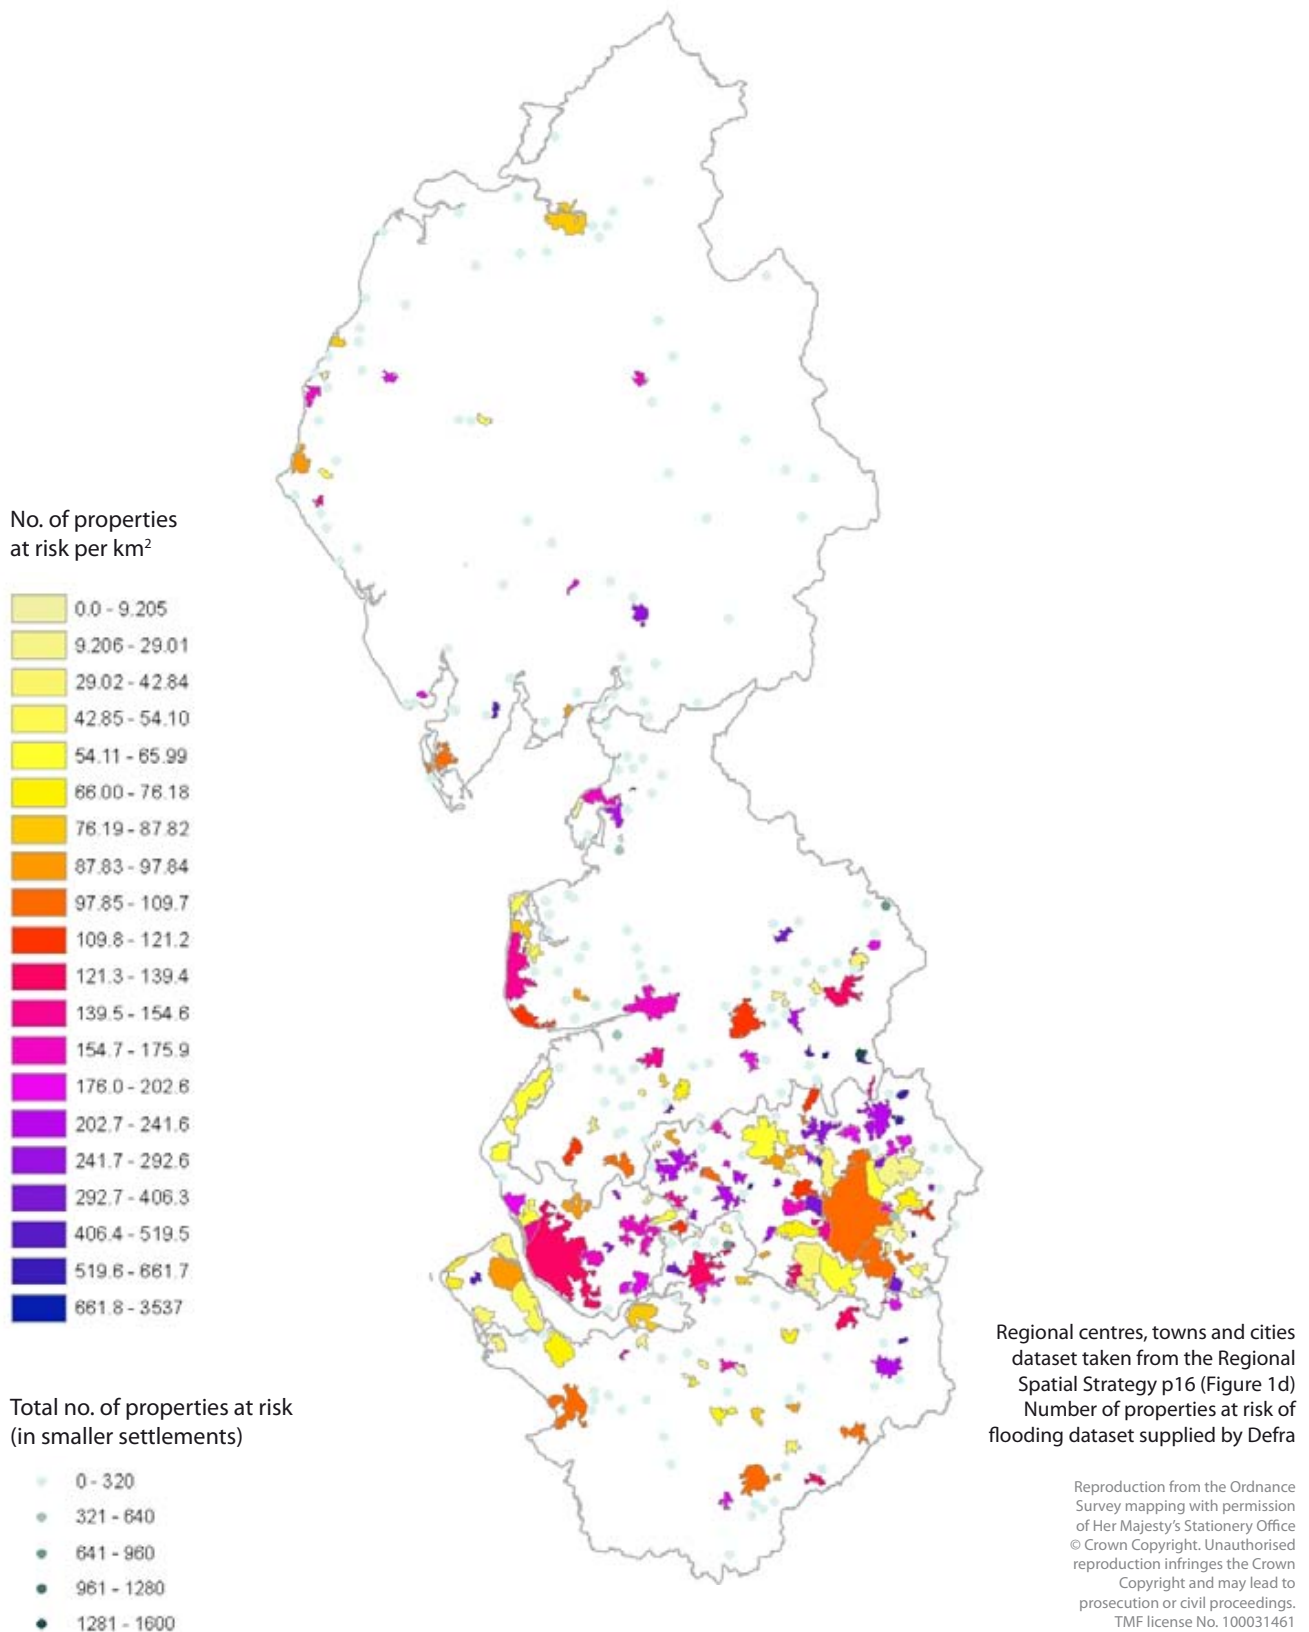 No. of properties
at risk per km²
0.0 - 9.205
9.206 - 29.01
29.02 - 42.84
42.85 - 54.10
54.11 - 65.99
66.00 - 76.18
76.19 - 87.82
87.83 - 97.84
97.85 - 109.7
109.8 - 121.2
121.3 - 139.4
139.5 - 154.6
154.7 - 175.9
176.0 - 202.6
202.7 - 241.6
241.7 - 292.6
292.7 - 406.3
406.4 - 519.5
519.6 - 661.7
661.8 - 3537
Total no. of properties at risk
(in smaller settlements)
0 - 320
321 - 640
641 - 960
961 - 1280
1281 - 1600
Regional centres, towns and cities
dataset taken from the Regional
Spatial Strategy p16 (Figure 1d)
Number of properties at risk of
flooding dataset supplied by Defra
Reproduction from the Ordnance
Survey mapping with permission
of Her Majesty's Stationery Office
© Crown Copyright. Unauthorised
reproduction infringes the Crown
Copyright and may lead to
prosecution or civil proceedings.
TMF license No. 100031461